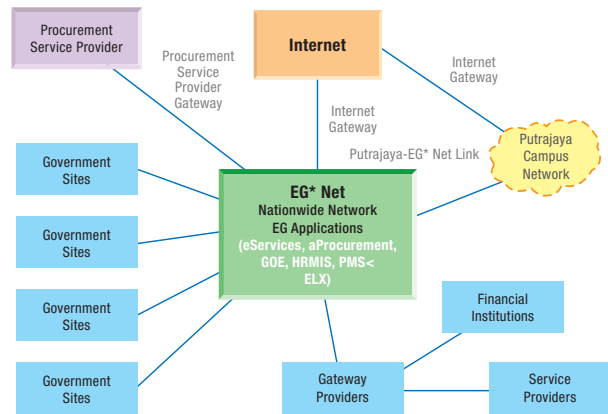 Procurement
Service Provider
Internet
Procurement
Service
Provider
Gateway
Internet
Gateway
Internet
Gateway
Putrajaya-EG* Net Link
Putrajaya
Campus
Network
Government
Sites
EG* Net
Nationwide Network
EG Applications
(eServices, aProcurement,
GOE, HRMIS, PMS<
ELX)
Government
Sites
Government
Sites
Government
Sites
Financial
Institutions
Gateway
Providers
Service
Providers